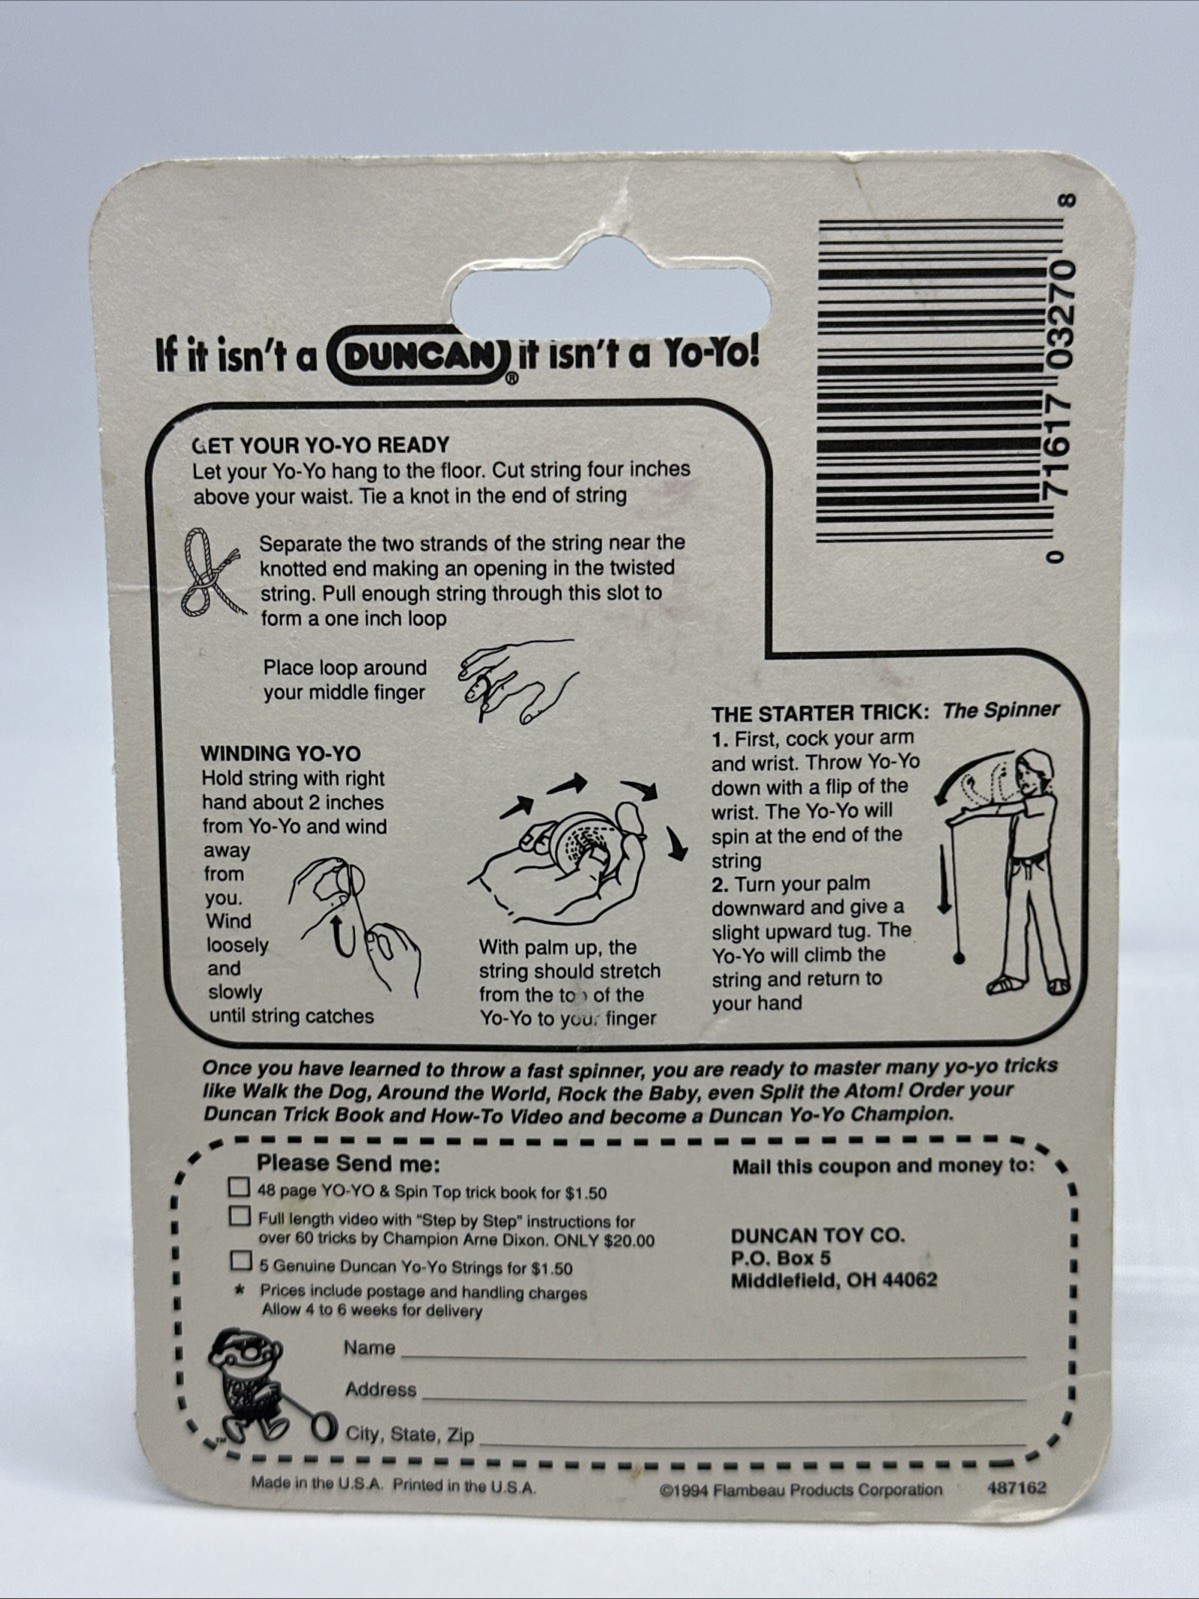 If it isn't a DUNCAN® it isn't a Yo-Yo!
0 71617 03270 8
GET YOUR YO-YO READY
Let your Yo-Yo hang to the floor. Cut string four inches
above your waist. Tie a knot in the end of string
Separate the two strands of the string near the
knotted end making an opening in the twisted
string. Pull enough string through this slot to
form a one inch loop
Place loop around
your middle finger
WINDING YO-YO
Hold string with right
hand about 2 inches
from Yo-Yo and wind
away
from
you.
Wind
loosely
and
slowly
until string catches
With palm up, the
string should stretch
from the top of the
Yo-Yo to your finger
THE STARTER TRICK: The Spinner
1. First, cock your arm
and wrist. Throw Yo-Yo
down with a flip of the
wrist. The Yo-Yo will
spin at the end of the
string
2. Turn your palm
downward and give a
slight upward tug. The
Yo-Yo will climb the
string and return to
your hand
Once you have learned to throw a fast spinner, you are ready to master many yo-yo tricks
like Walk the Dog, Around the World, Rock the Baby, even Split the Atom! Order your
Duncan Trick Book and How-To Video and become a Duncan Yo-Yo Champion.
Please Send me:
48 page YO-YO & Spin Top trick book for $1.50
Full length video with "Step by Step" instructions for
over 60 tricks by Champion Arne Dixon. ONLY $20.00
5 Genuine Duncan Yo-Yo Strings for $1.50
* Prices include postage and handling charges
Allow 4 to 6 weeks for delivery
Mail this coupon and money to:
DUNCAN TOY CO.
P.O. Box 5
Middlefield, OH 44062
Name
Address
City, State, Zip
TM
Made in the U.S.A. Printed in the U.S.A.
©1994 Flambeau Products Corporation
487162